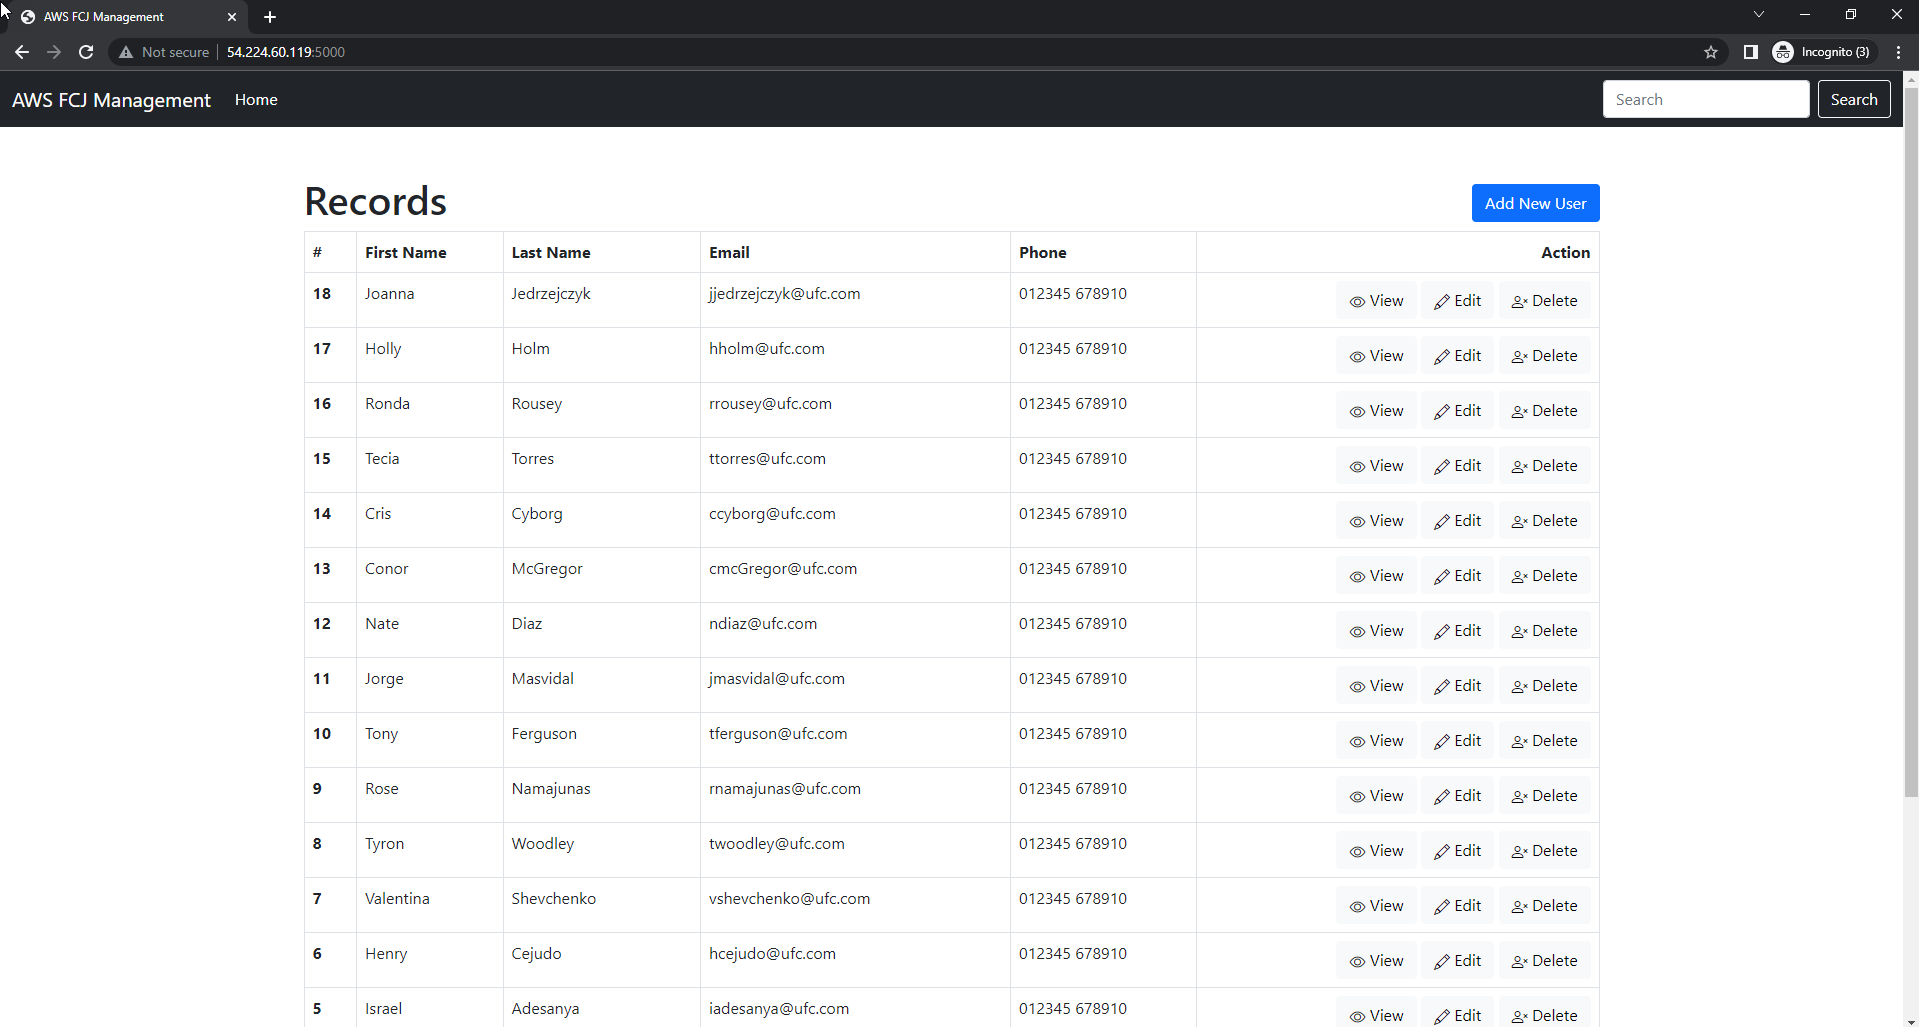 AWS FCJ Management
Not secure 54.224.60.119:5000 Incognito (3)
AWS FCJ Management Home Search Search
Records Add New User
# First Name Last Name Email Phone Action
18 Joanna Jedrzejczyk jjedrzejczyk@ufc.com 012345 678910 View Edit Delete
17 Holly Holm hholm@ufc.com 012345 678910 View Edit Delete
16 Ronda Rousey rrousey@ufc.com 012345 678910 View Edit Delete
15 Tecia Torres ttorres@ufc.com 012345 678910 View Edit Delete
14 Cris Cyborg ccyborg@ufc.com 012345 678910 View Edit Delete
13 Conor McGregor cmcGregor@ufc.com 012345 678910 View Edit Delete
12 Nate Diaz ndiaz@ufc.com 012345 678910 View Edit Delete
11 Jorge Masvidal jmasvidal@ufc.com 012345 678910 View Edit Delete
10 Tony Ferguson tferguson@ufc.com 012345 678910 View Edit Delete
9 Rose Namajunas rnamajunas@ufc.com 012345 678910 View Edit Delete
8 Tyron Woodley twoodley@ufc.com 012345 678910 View Edit Delete
7 Valentina Shevchenko vshevchenko@ufc.com 012345 678910 View Edit Delete
6 Henry Cejudo hcejudo@ufc.com 012345 678910 View Edit Delete
5 Israel Adesanya iadesanya@ufc.com 012345 678910 View Edit Delete